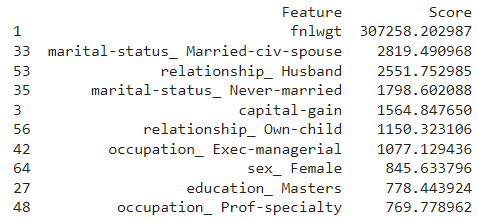 Feature Score
1 fnlwgt 307258.202987
33 marital-status_ Married-civ-spouse 2819.490968
53 relationship_ Husband 2551.752985
35 marital-status_ Never-married 1798.602088
3 capital-gain 1564.847650
56 relationship_ Own-child 1150.323106
42 occupation_ Exec-managerial 1077.129436
64 sex_ Female 845.633796
27 education_ Masters 778.443924
48 occupation_ Prof-specialty 769.778962